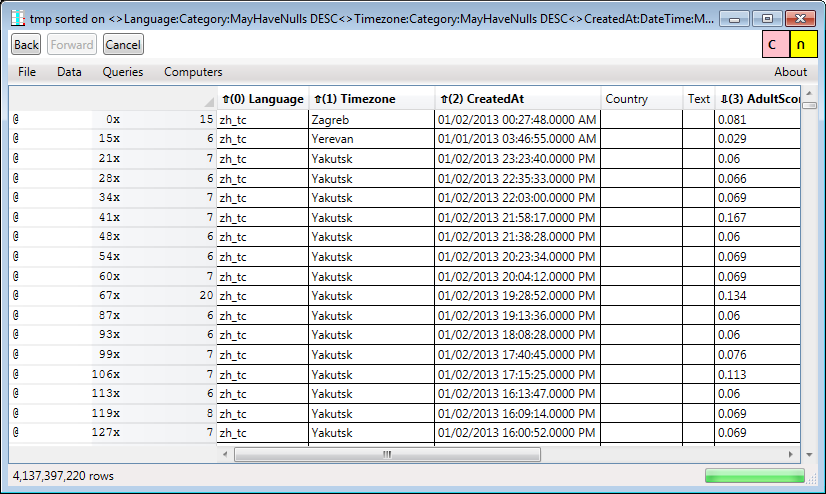 tmp sorted on <>Language:Category:MayHaveNulls DESC<>Timezone:Category:MayHaveNulls DESC<>CreatedAt:DateTime:M...
Back Forward Cancel C ∩
File Data Queries Computers About
⇑(0) Language ⇑(1) Timezone ⇑(2) CreatedAt Country Text ⇓(3) AdultScor
@ 0x 15 zh_tc Zagreb 01/02/2013 00:27:48.0000 AM 0.081
@ 15x 6 zh_tc Yerevan 01/01/2013 03:46:55.0000 AM 0.029
@ 21x 7 zh_tc Yakutsk 01/02/2013 23:23:40.0000 PM 0.06
@ 28x 6 zh_tc Yakutsk 01/02/2013 22:35:33.0000 PM 0.066
@ 34x 7 zh_tc Yakutsk 01/02/2013 22:03:00.0000 PM 0.069
@ 41x 7 zh_tc Yakutsk 01/02/2013 21:58:17.0000 PM 0.167
@ 48x 6 zh_tc Yakutsk 01/02/2013 21:38:28.0000 PM 0.06
@ 54x 6 zh_tc Yakutsk 01/02/2013 20:23:34.0000 PM 0.069
@ 60x 7 zh_tc Yakutsk 01/02/2013 20:04:12.0000 PM 0.069
@ 67x 20 zh_tc Yakutsk 01/02/2013 19:28:52.0000 PM 0.134
@ 87x 6 zh_tc Yakutsk 01/02/2013 19:13:36.0000 PM 0.06
@ 93x 6 zh_tc Yakutsk 01/02/2013 18:08:28.0000 PM 0.06
@ 99x 7 zh_tc Yakutsk 01/02/2013 17:40:45.0000 PM 0.076
@ 106x 7 zh_tc Yakutsk 01/02/2013 17:15:25.0000 PM 0.113
@ 113x 6 zh_tc Yakutsk 01/02/2013 16:13:47.0000 PM 0.06
@ 119x 8 zh_tc Yakutsk 01/02/2013 16:09:14.0000 PM 0.069
@ 127x 7 zh_tc Yakutsk 01/02/2013 16:00:52.0000 PM 0.069
4,137,397,220 rows